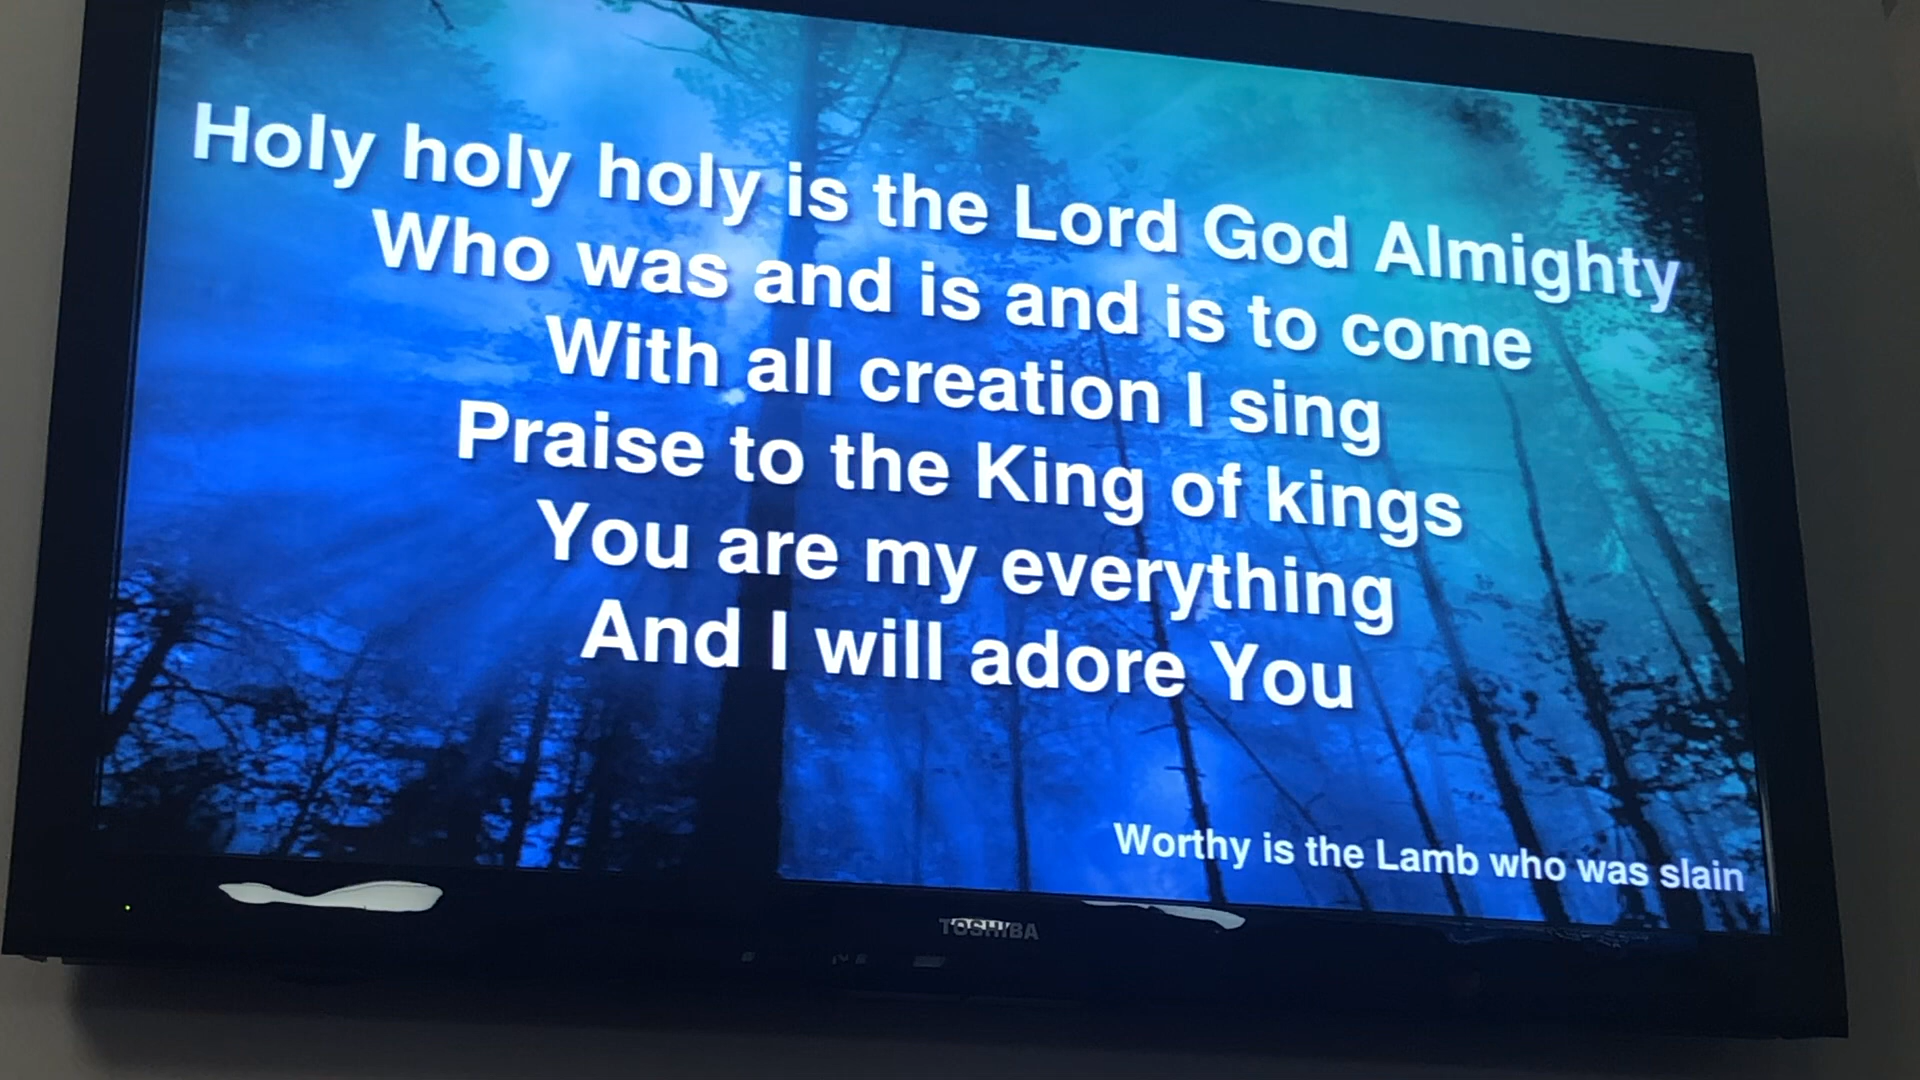 Holy holy holy is the Lord God Almighty
Who was and is and is to come
With all creation I sing
Praise to the King of kings
You are my everything
And I will adore You
Worthy is the Lamb who was slain
TOSHIBA